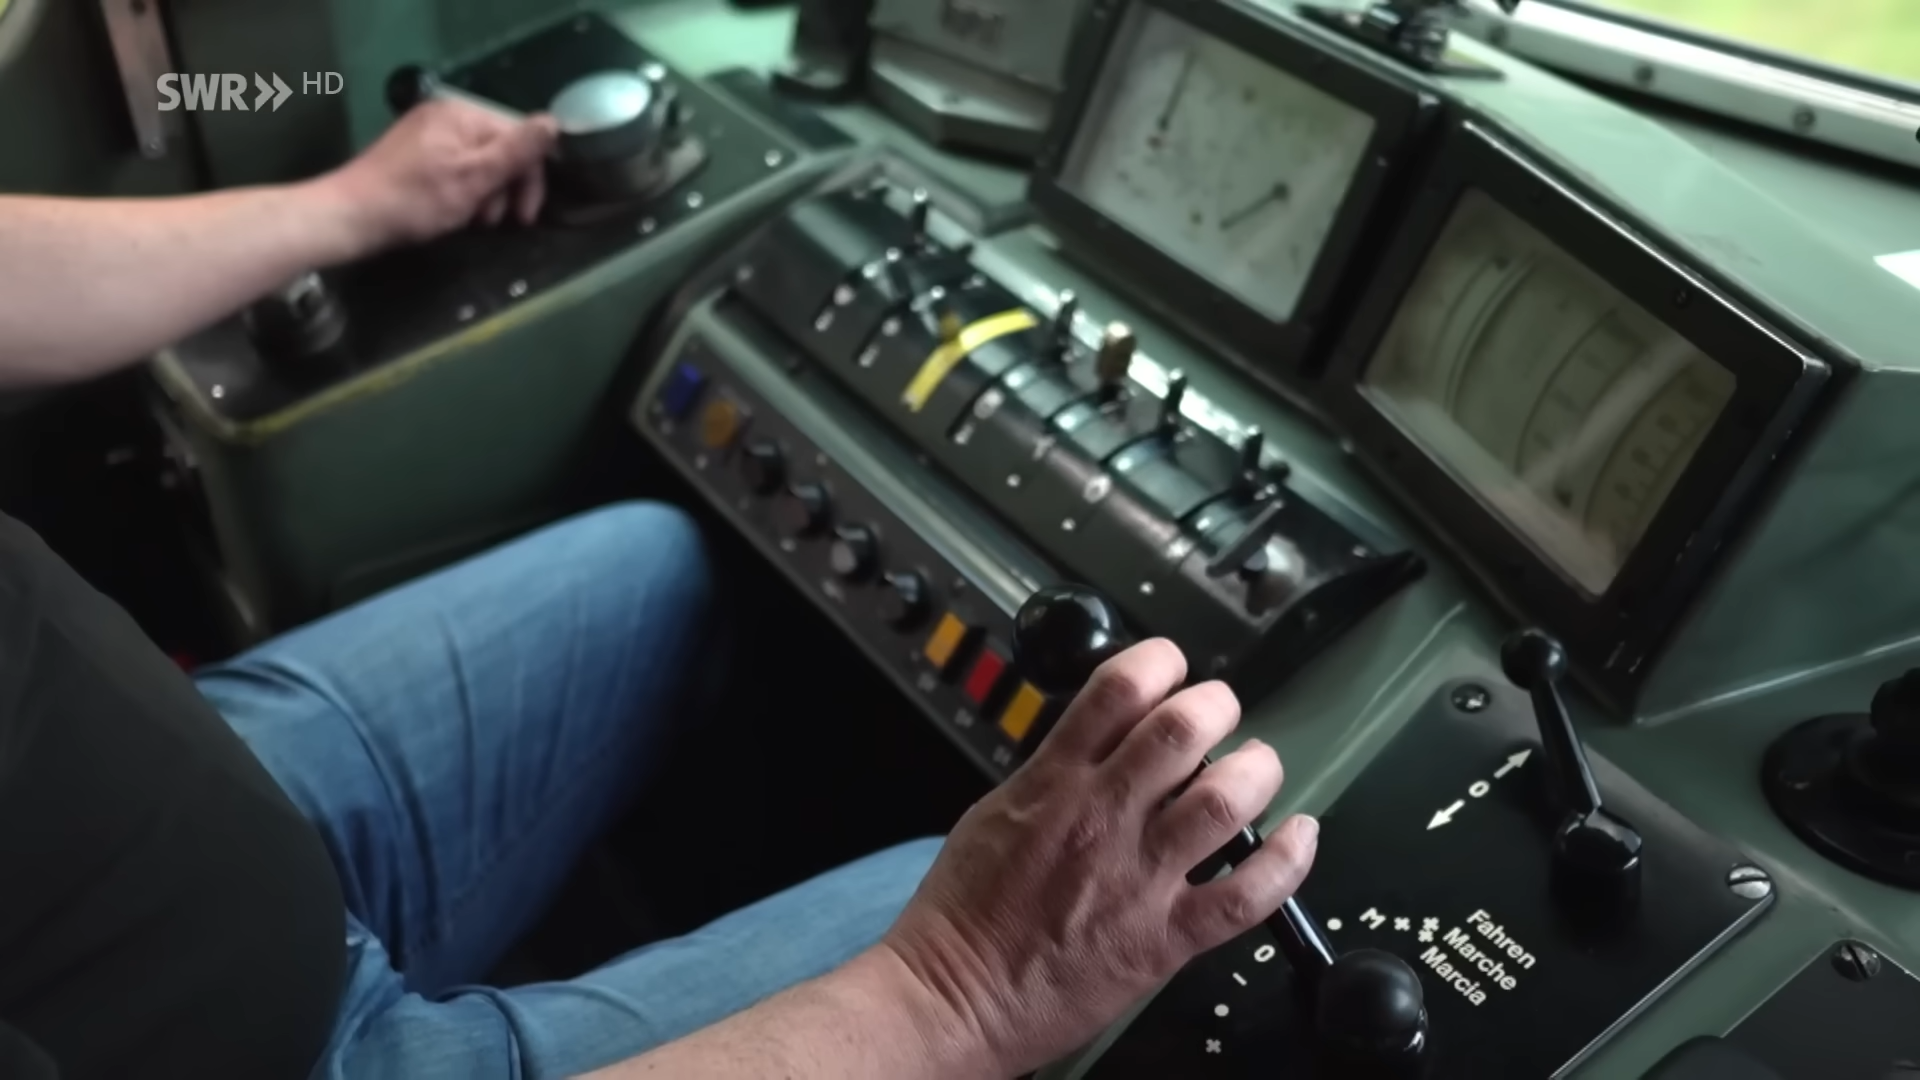 SWR HD
0
M + ‡
0
-
+
Fahren
Marche
Marcia